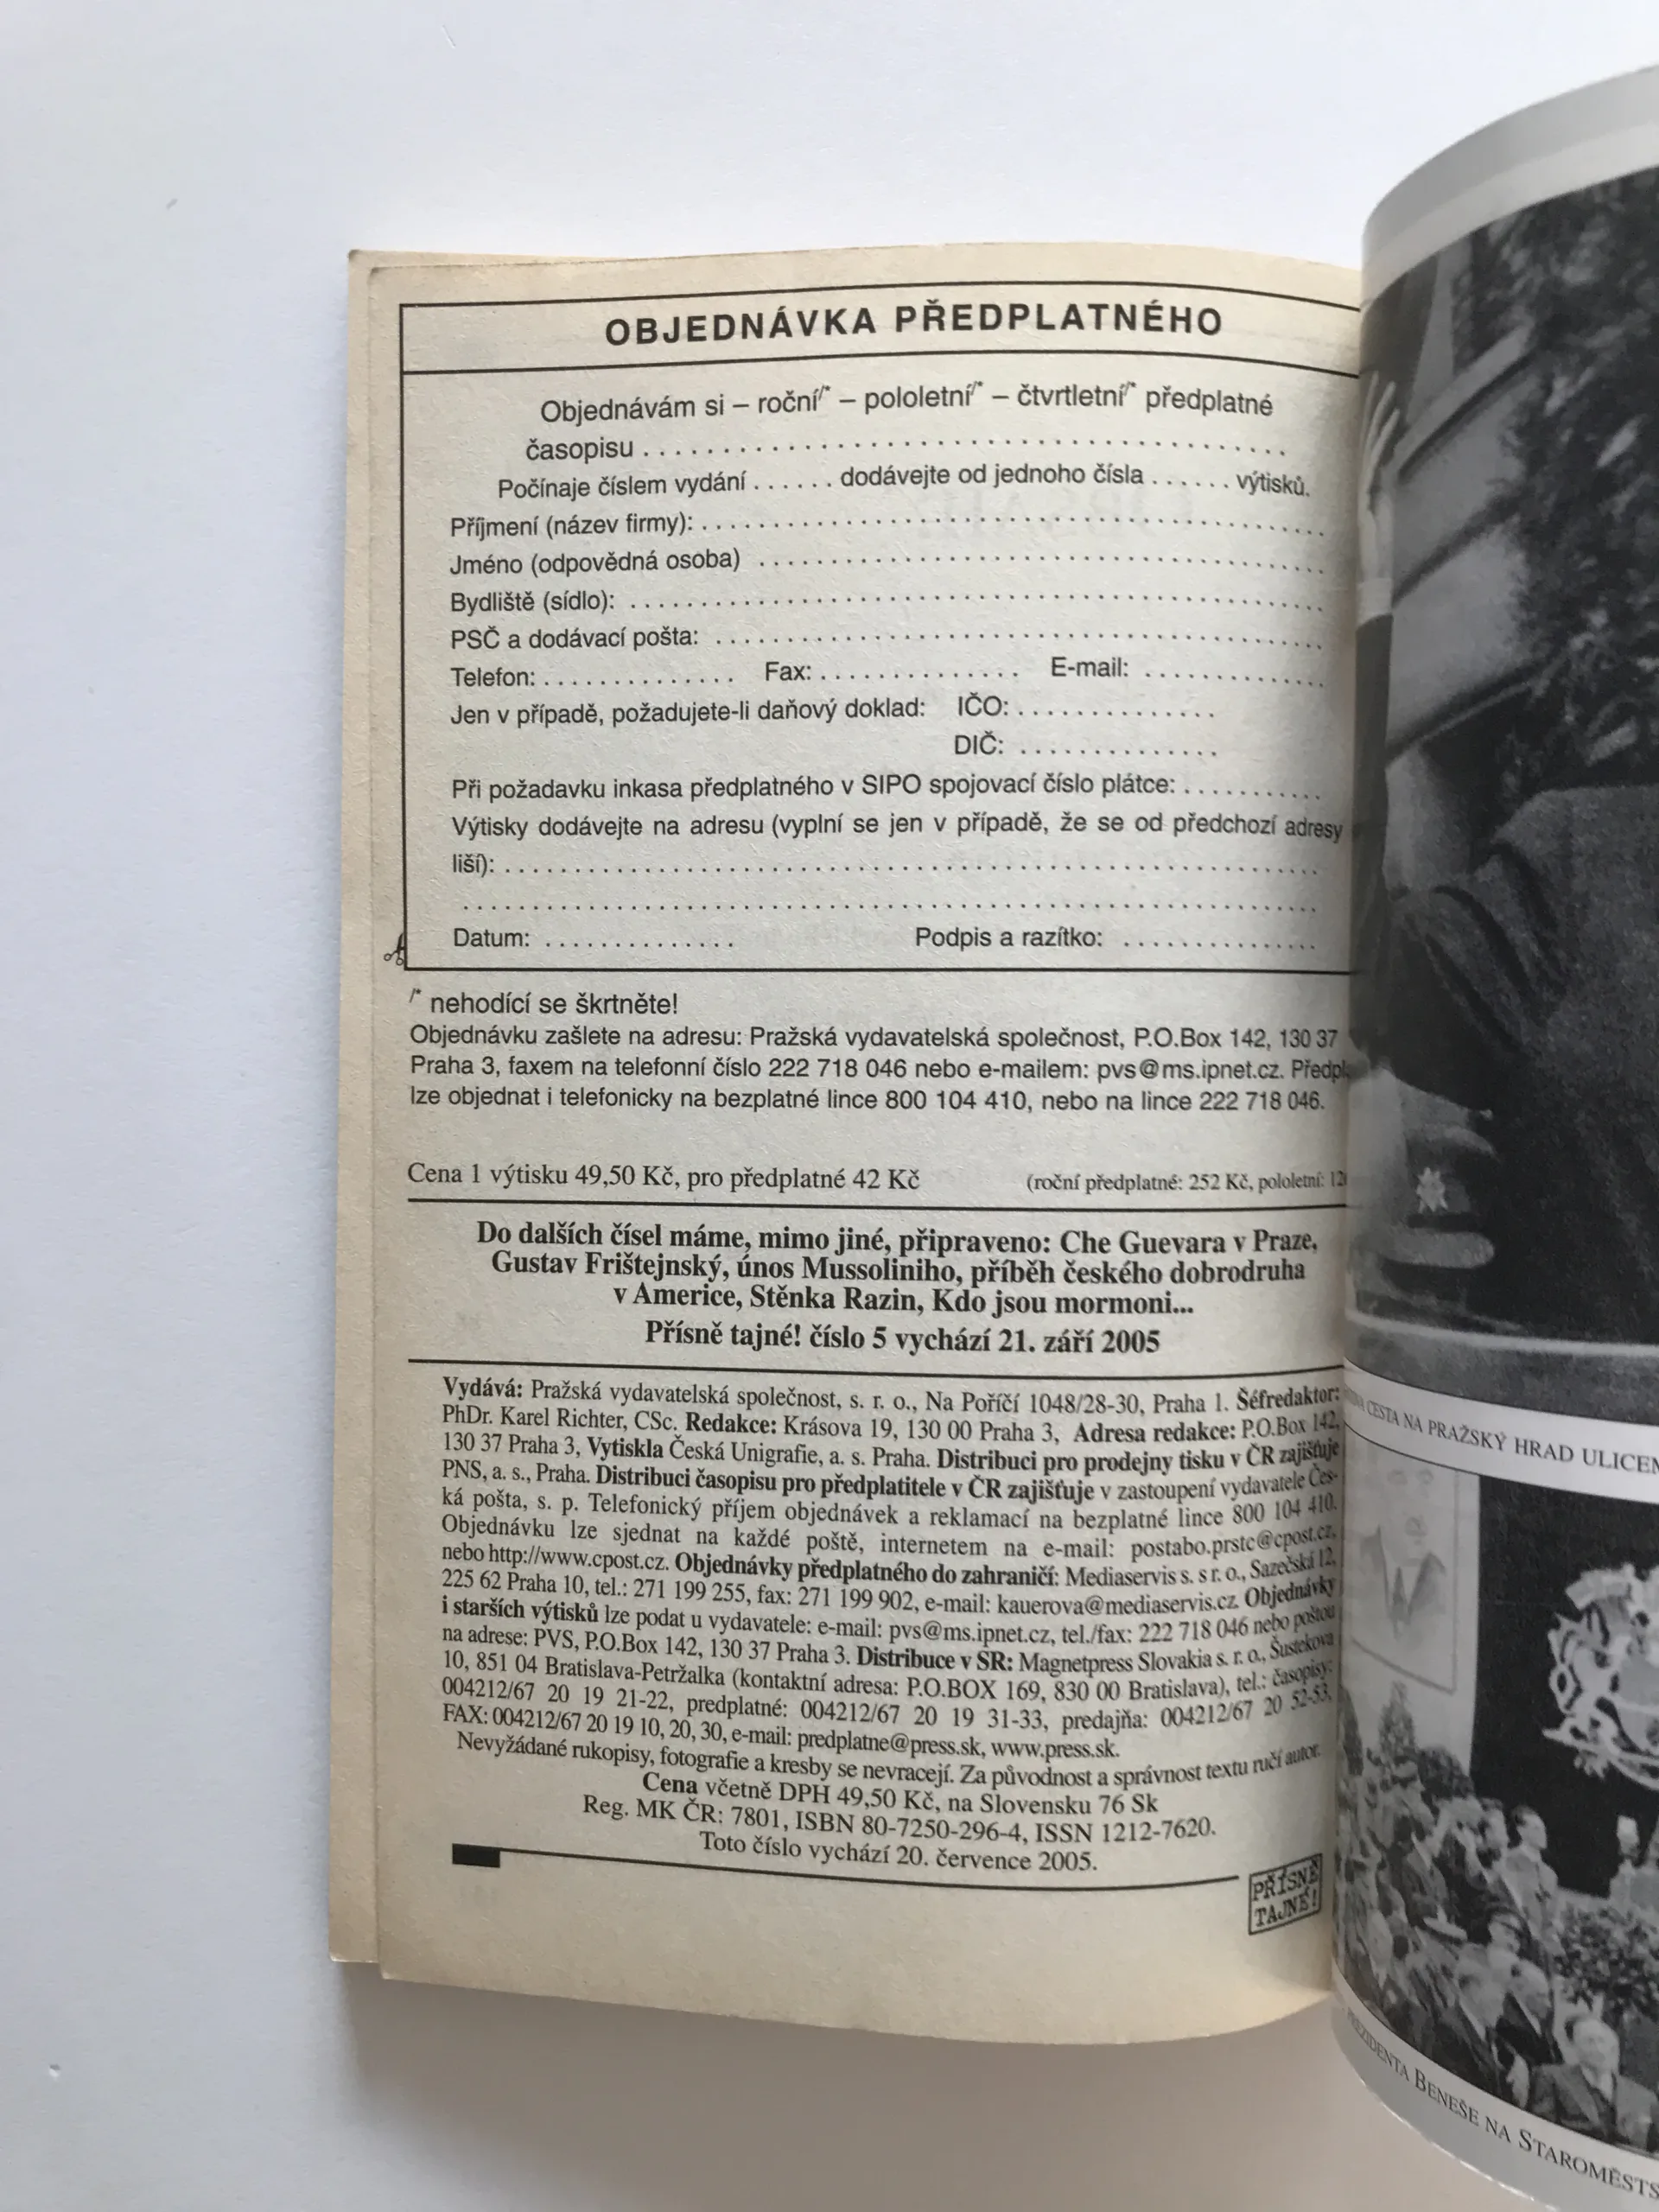 OBJEDNÁVKA PŘEDPLATNÉHO
Objednávám si – roční/* – pololetní/* – čtvrtletní/* předplatné
časopisu . . . . . . . . . . . . . . . . . . . . . . . . . . . . . . . . . . . . . . . . . . . . . . .
Počínaje číslem vydání . . . . . . dodávejte od jednoho čísla . . . . . . výtisků.
Příjmení (název firmy): . . . . . . . . . . . . . . . . . . . . . . . . . . . . . . . . . . . . . . . . . . . . .
Jméno (odpovědná osoba) . . . . . . . . . . . . . . . . . . . . . . . . . . . . . . . . . . . . . . . . .
Bydliště (sídlo): . . . . . . . . . . . . . . . . . . . . . . . . . . . . . . . . . . . . . . . . . . . . . . . . . .
PSČ a dodávací pošta: . . . . . . . . . . . . . . . . . . . . . . . . . . . . . . . . . . . . . . . . . . . .
Telefon: . . . . . . . . . . . . . . Fax: . . . . . . . . . . . . . . . E-mail: . . . . . . . . . . . . . .
Jen v případě, požadujete-li daňový doklad: IČO: . . . . . . . . . . . . . . .
DIČ: . . . . . . . . . . . . . . .
Při požadavku inkasa předplatného v SIPO spojovací číslo plátce: . . . . . . . . . . .
Výtisky dodávejte na adresu (vyplní se jen v případě, že se od předchozí adresy
liší): . . . . . . . . . . . . . . . . . . . . . . . . . . . . . . . . . . . . . . . . . . . . . . . . . . . . . . . . . .
. . . . . . . . . . . . . . . . . . . . . . . . . . . . . . . . . . . . . . . . . . . . . . . . . . . . . . . . . . . . .
Datum: . . . . . . . . . . . . . . Podpis a razítko: . . . . . . . . . . . . . . .
/* nehodící se škrtněte!
Objednávku zašlete na adresu: Pražská vydavatelská společnost, P.O.Box 142, 130 37
Praha 3, faxem na telefonní číslo 222 718 046 nebo e-mailem: pvs@ms.ipnet.cz.
lze objednat i telefonicky na bezplatné lince 800 104 410, nebo na lince 222 718 046.
Cena 1 výtisku 49,50 Kč, pro předplatné 42 Kč (roční předplatné: 252 Kč, pololetní:
Do dalších čísel máme, mimo jiné, připraveno: Che Guevara v Praze,
Gustav Frištejnský, únos Mussoliniho, příběh českého dobrodruha
v Americe, Stěnka Razin, Kdo jsou mormoni...
Přísně tajné! číslo 5 vychází 21. září 2005
Vydává: Pražská vydavatelská společnost, s. r. o., Na Poříčí 1048/28-30, Praha 1. Šéfredaktor:
PhDr. Karel Richter, CSc. Redakce: Krásova 19, 130 00 Praha 3, Adresa redakce: P.O.Box 142,
130 37 Praha 3, Vytiskla Česká Unigrafie, a. s. Praha. Distribuci pro prodejny tisku v ČR zajišťuje
PNS, a. s., Praha. Distribuci časopisu pro předplatitele v ČR zajišťuje v zastoupení vydavatele Čes-
ká pošta, s. p. Telefonický příjem objednávek a reklamací na bezplatné lince 800 104 410.
Objednávku lze sjednat na každé poště, internetem na e-mail: postabo.prstc@cpost.cz,
nebo http://www.cpost.cz. Objednávky předplatného do zahraničí: Mediaservis s. s r. o., Sazečská 12,
225 62 Praha 10, tel.: 271 199 255, fax: 271 199 902, e-mail: kauerova@mediaservis.cz. Objednávky
i starších výtisků lze podat u vydavatele: e-mail: pvs@ms.ipnet.cz, tel./fax: 222 718 046 nebo poštou
na adrese: PVS, P.O.Box 142, 130 37 Praha 3. Distribuce v SR: Magnetpress Slovakia s. r. o., Šustekova
10, 851 04 Bratislava-Petržalka (kontaktní adresa: P.O.BOX 169, 830 00 Bratislava), tel.: časopisy:
004212/67 20 19 21-22, predplatné: 004212/67 20 19 31-33, predajňa: 004212/67 20 52-53,
FAX: 004212/67 20 19 10, 20, 30, e-mail: predplatne@press.sk, www.press.sk.
Nevyžádané rukopisy, fotografie a kresby se nevracejí. Za původnost a správnost textu ručí autor.
Cena včetně DPH 49,50 Kč, na Slovensku 76 Sk
Reg. MK ČR: 7801, ISBN 80-7250-296-4, ISSN 1212-7620.
Toto číslo vychází 20. července 2005.
PŘÍSNĚ
TAJNÉ!
CESTA NA PRAŽSKÝ HRAD
BENEŠE NA